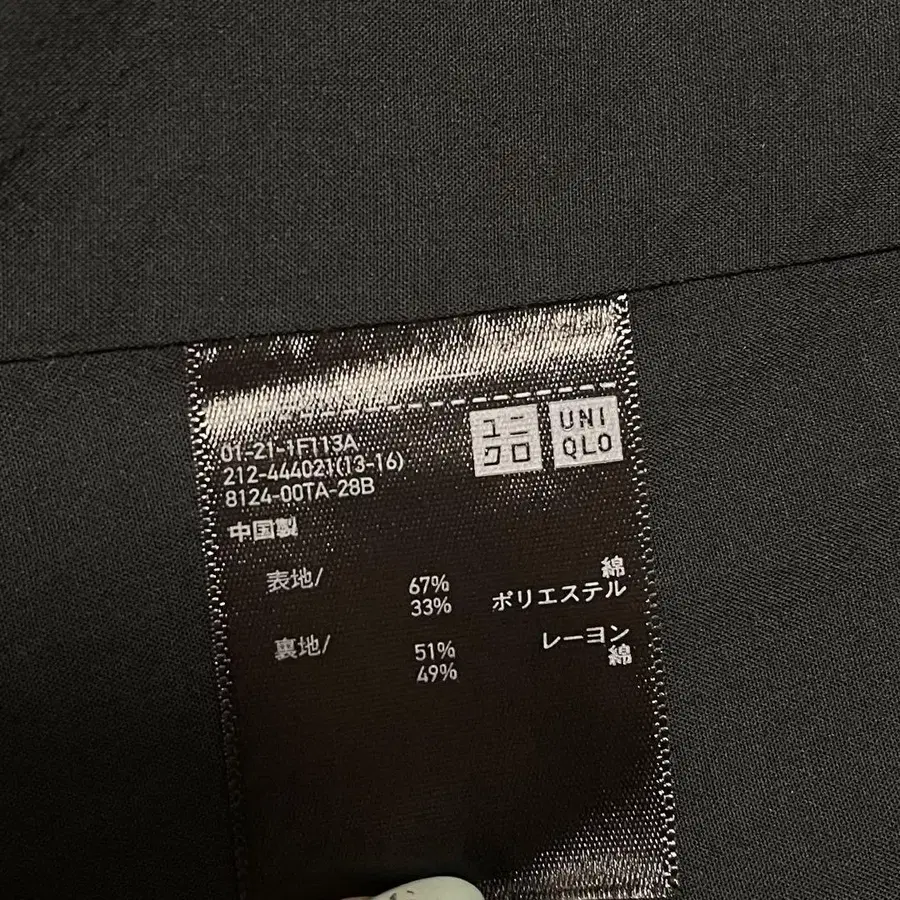 01-21-1F113A
212-444021(13-16)
8124-00TA-28B
ユニ
クロ
UNI
QLO
中国製
表地/ 67% 綿
33% ポリエステル
裏地/ 51% レーヨン
49% 綿